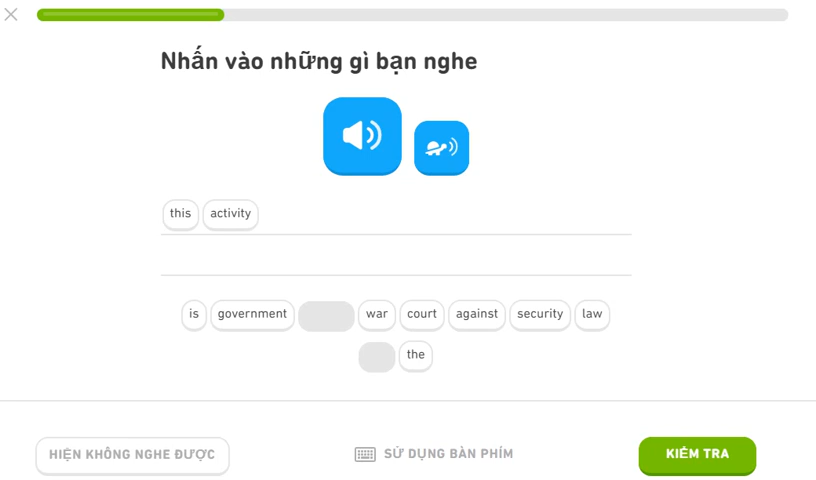 Nhấn vào những gì bạn nghe
this activity
is government war court against security law
the
HIỆN KHÔNG NGHE ĐƯỢC SỬ DỤNG BÀN PHÍM KIỂM TRA